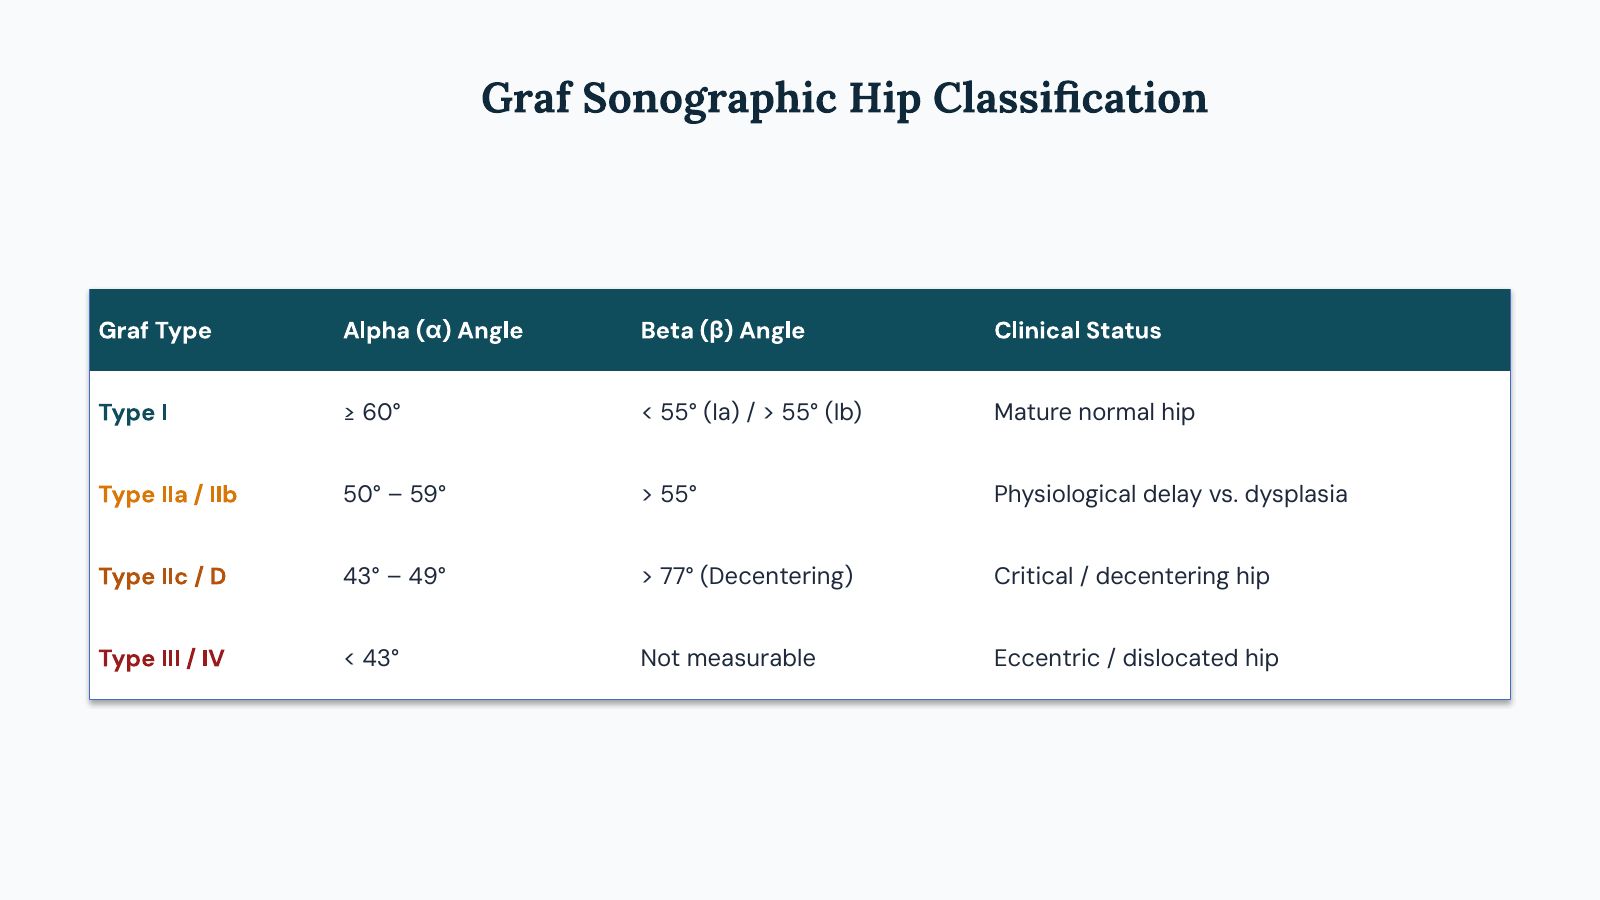 Graf Sonographic Hip Classification
Graf Type Alpha (α) Angle Beta (β) Angle Clinical Status
Type I ≥ 60° < 55° (Ia) / > 55° (Ib) Mature normal hip
Type IIa / IIb 50° – 59° > 55° Physiological delay vs. dysplasia
Type IIc / D 43° – 49° > 77° (Decentering) Critical / decentering hip
Type III / IV < 43° Not measurable Eccentric / dislocated hip